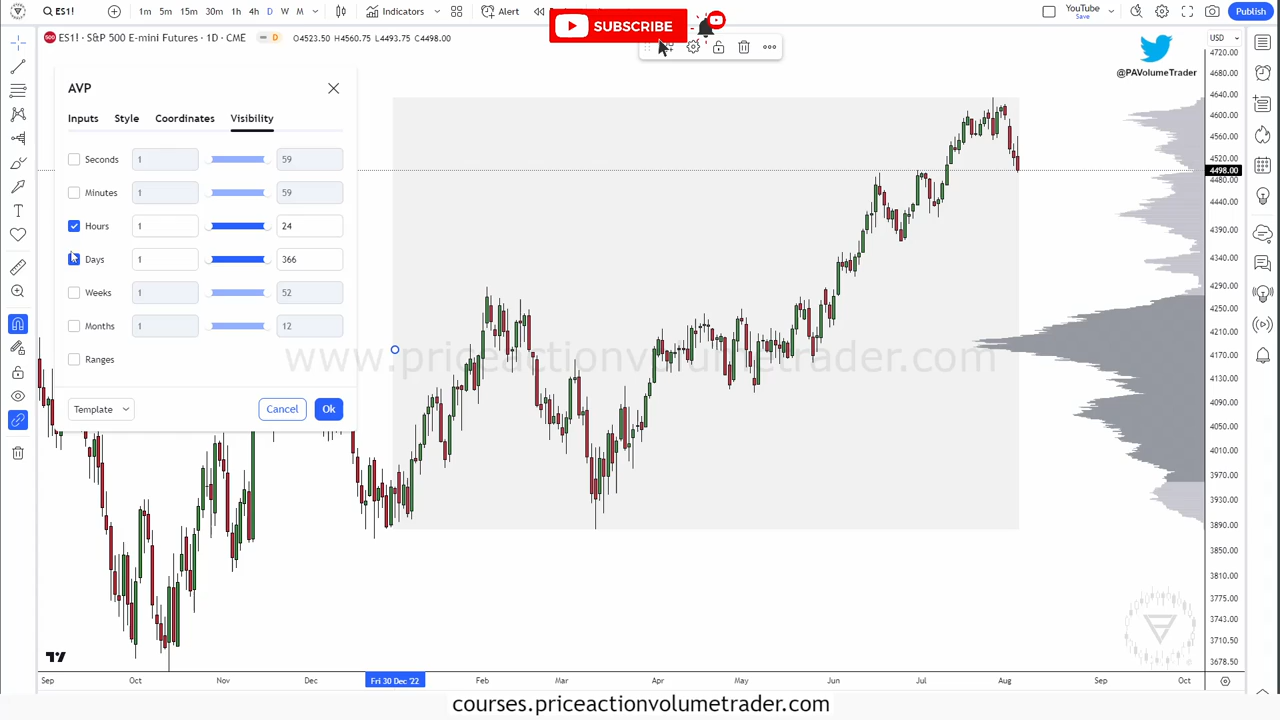 ES1! 1m 5m 15m 30m 1h 4h D W M Indicators Alert YouTube Save Publish
SUBSCRIBE
ES1! · S&P 500 E-mini Futures · 1D · CME D O4523.50 H4560.75 L4493.75 C4498.00
USD
@PAVolumeTrader
AVP
Inputs Style Coordinates Visibility
Seconds 1 59
Minutes 1 59
Hours 1 24
Days 1 366
Weeks 1 52
Months 1 12
Ranges
Template Cancel Ok
www.priceactionvolumetrader.com
4720.00
4680.00
4640.00
4600.00
4560.00
4520.00
4498.00
4480.00
4430.00
4390.00
4340.00
4290.00
4250.00
4210.00
4170.00
4130.00
4090.00
4050.00
4010.00
3970.00
3930.00
3890.00
3850.00
3810.00
3775.00
3743.00
3710.50
3678.50
Sep Oct Nov Dec Fri 30 Dec '22 Feb Mar Apr May Jun Jul Aug Sep Oct
courses.priceactionvolumetrader.com